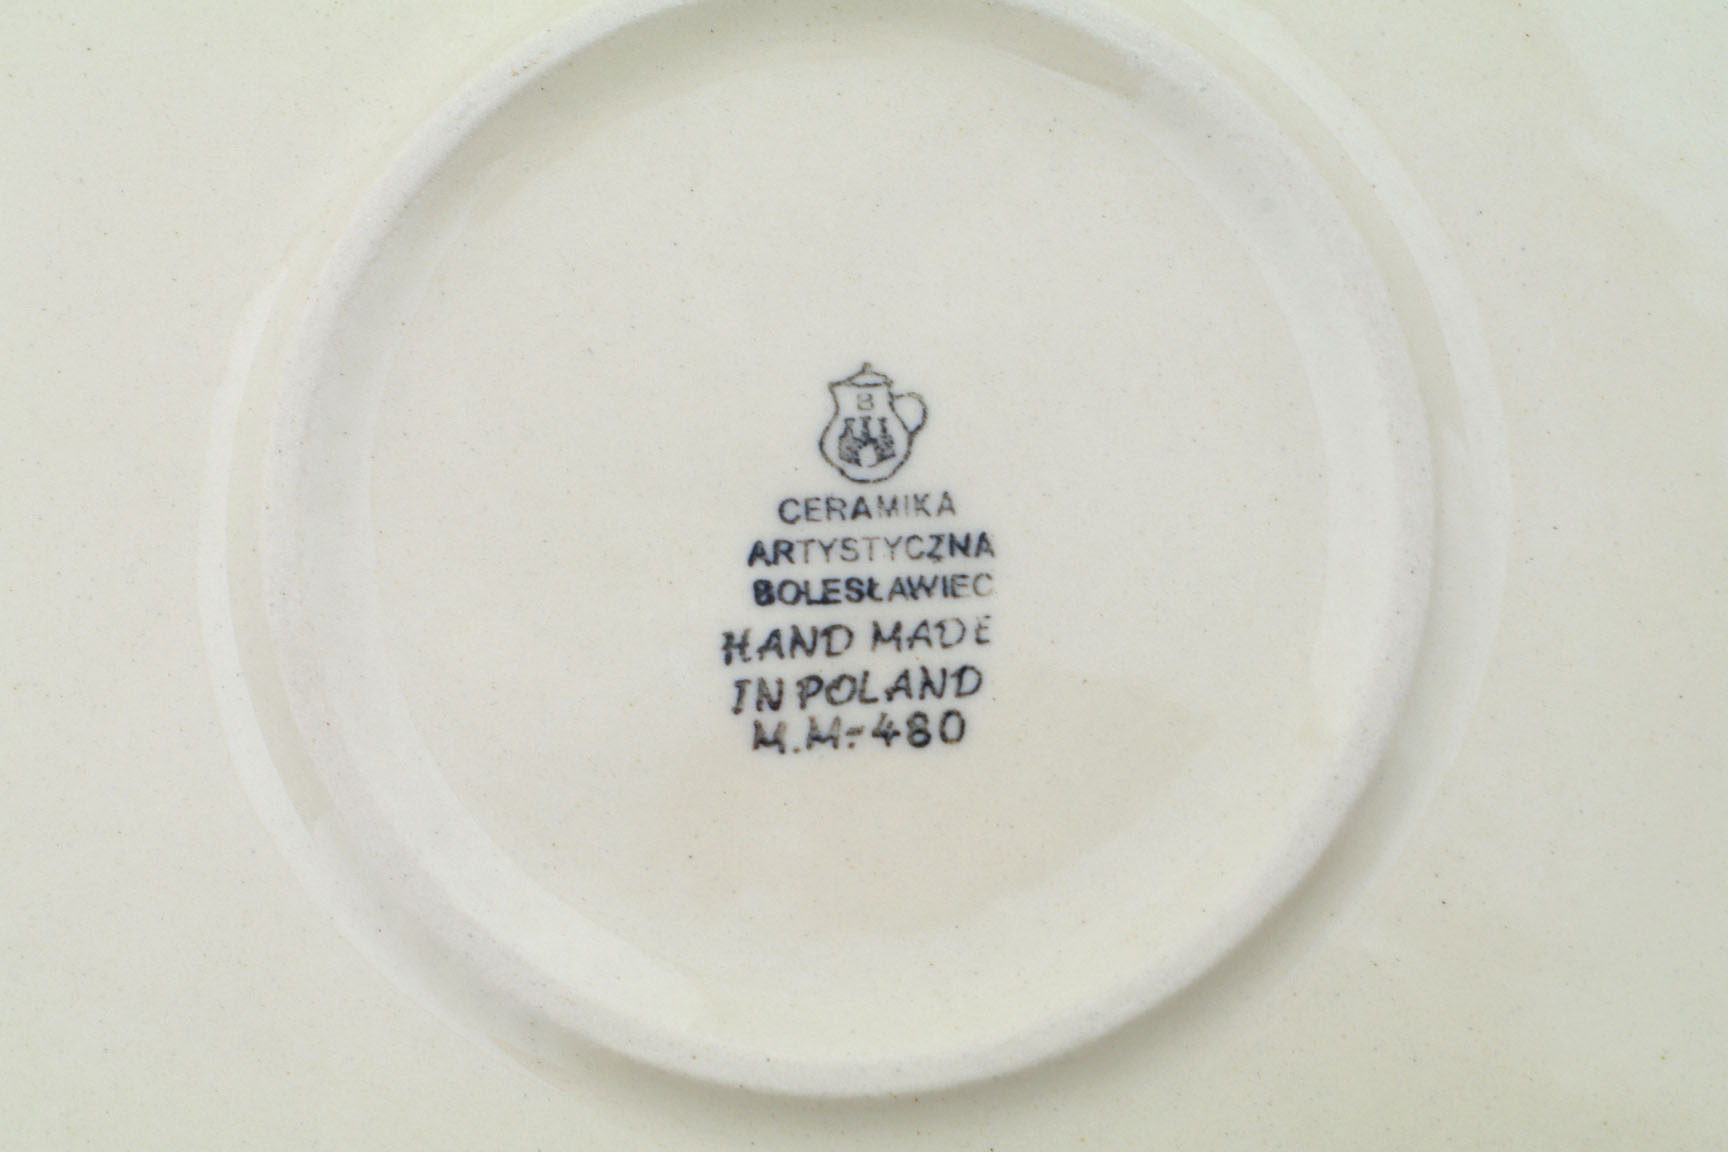 B
CERAMIKA
ARTYSTYCZNA
BOLESŁAWIEC
HAND MADE
IN POLAND
M.M.-480